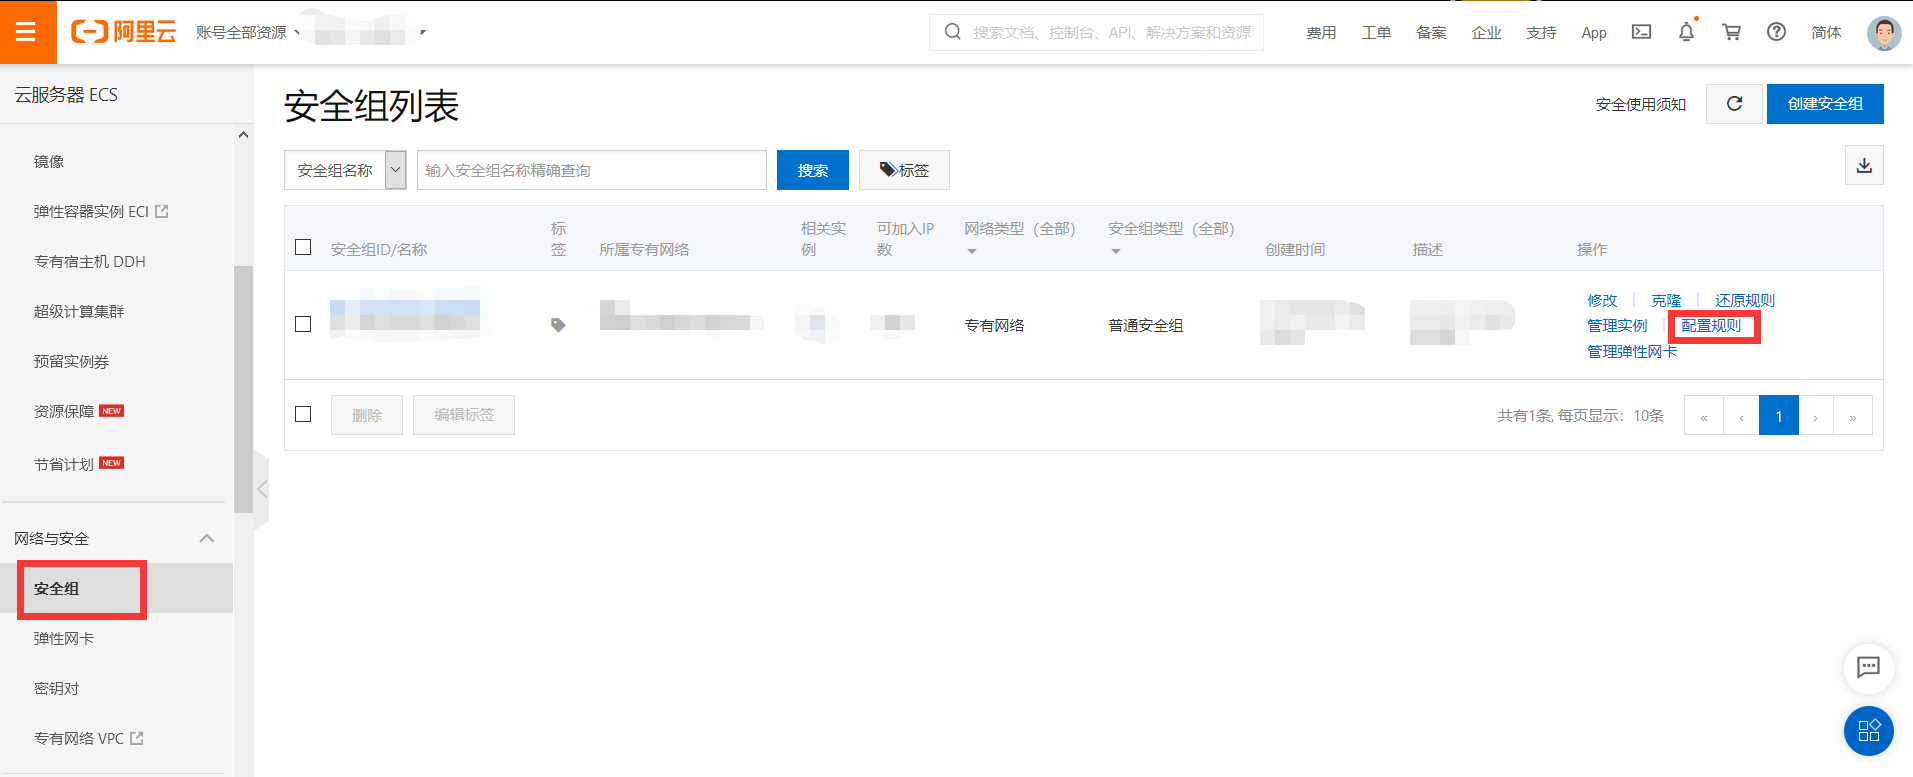 阿里云 账号全部资源 搜索文档、控制台、API、解决方案和资源 费用 工单 备案 企业 支持 App 简体
云服务器 ECS
镜像
弹性容器实例 ECI
专有宿主机 DDH
超级计算集群
预留实例券
资源保障 NEW
节省计划 NEW
网络与安全
安全组
弹性网卡
密钥对
专有网络 VPC
安全组列表
安全使用须知 创建安全组
安全组名称 输入安全组名称精确查询 搜索 标签
安全组ID/名称 标签 所属专有网络 相关实例 可加入IP数 网络类型（全部） 安全组类型（全部） 创建时间 描述 操作
专有网络 普通安全组
修改 克隆 还原规则
管理实例 配置规则
管理弹性网卡
删除 编辑标签 共有1条, 每页显示：10条 « ‹ 1 › »